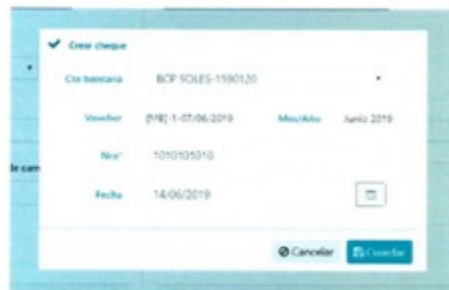 Crear cheque
Cta bancaria BCP SOLES-1590120
Voucher [MB]-1-07/06/2019 Mes/Año Junio 2019
Nro° 1010101010
Fecha 14/06/2019
Cancelar Guardar